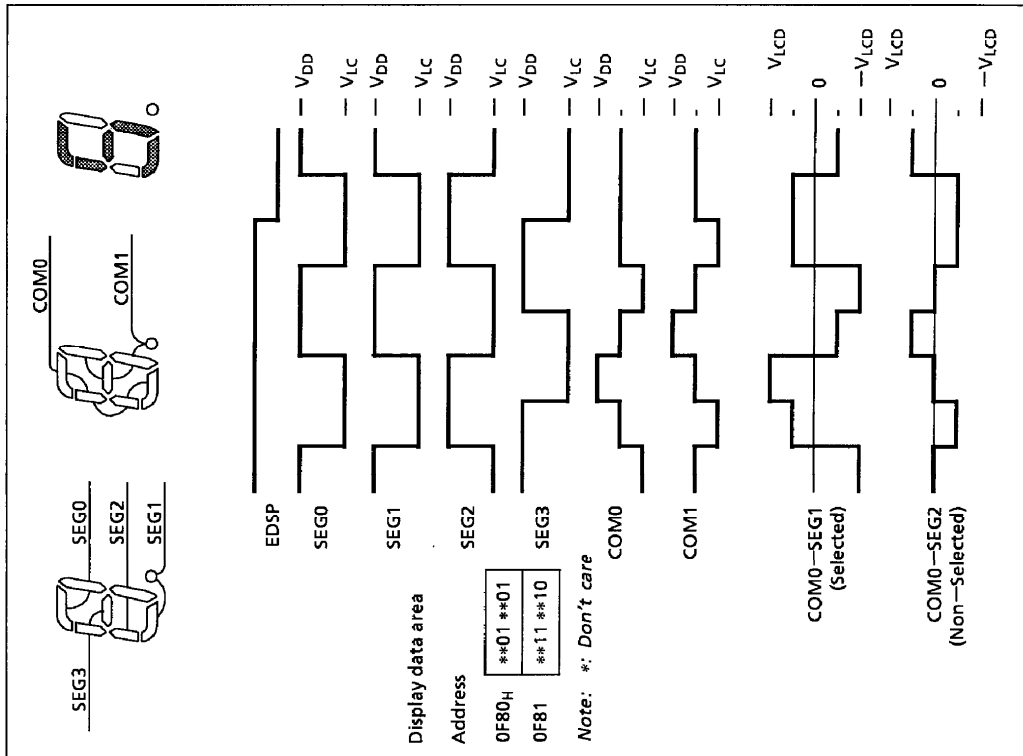 COM0
COM1
SEG3
SEG0
SEG2
SEG1
EDSP
SEG0
VDD
VLC
SEG1
VDD
VLC
SEG2
VDD
VLC
SEG3
VDD
VLC
COM0
VDD
VLC
COM1
VDD
VLC
COM0—SEG1
(Selected)
VLCD
0
—VLCD
COM0—SEG2
(Non—Selected)
VLCD
0
—VLCD
Display data area
Address
0F80H **01 **01
0F81 **11 **10
Note: *; Don't care